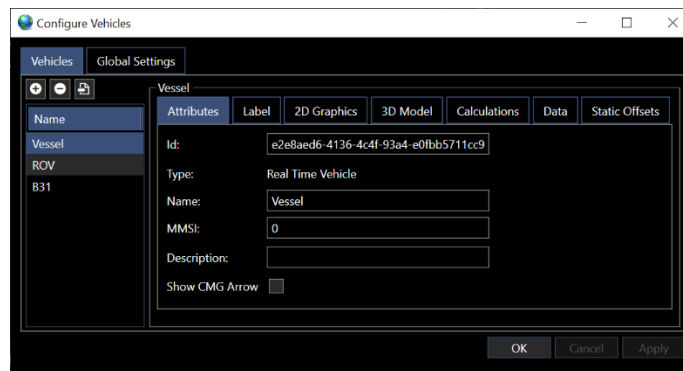 Configure Vehicles
Vehicles Global Settings
Vessel
Attributes Label 2D Graphics 3D Model Calculations Data Static Offsets
Name
Vessel
ROV
B31
Id: e2e8aed6-4136-4c4f-93a4-e0fbb5711cc9
Type: Real Time Vehicle
Name: Vessel
MMSI: 0
Description:
Show CMG Arrow
OK Cancel Apply